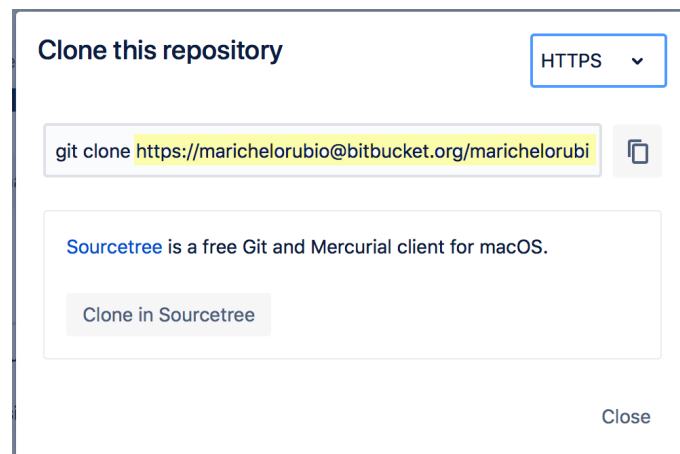 Clone this repository
HTTPS
git clone https://marichelorubio@bitbucket.org/marichelorubi
Sourcetree is a free Git and Mercurial client for macOS.
Clone in Sourcetree
Close